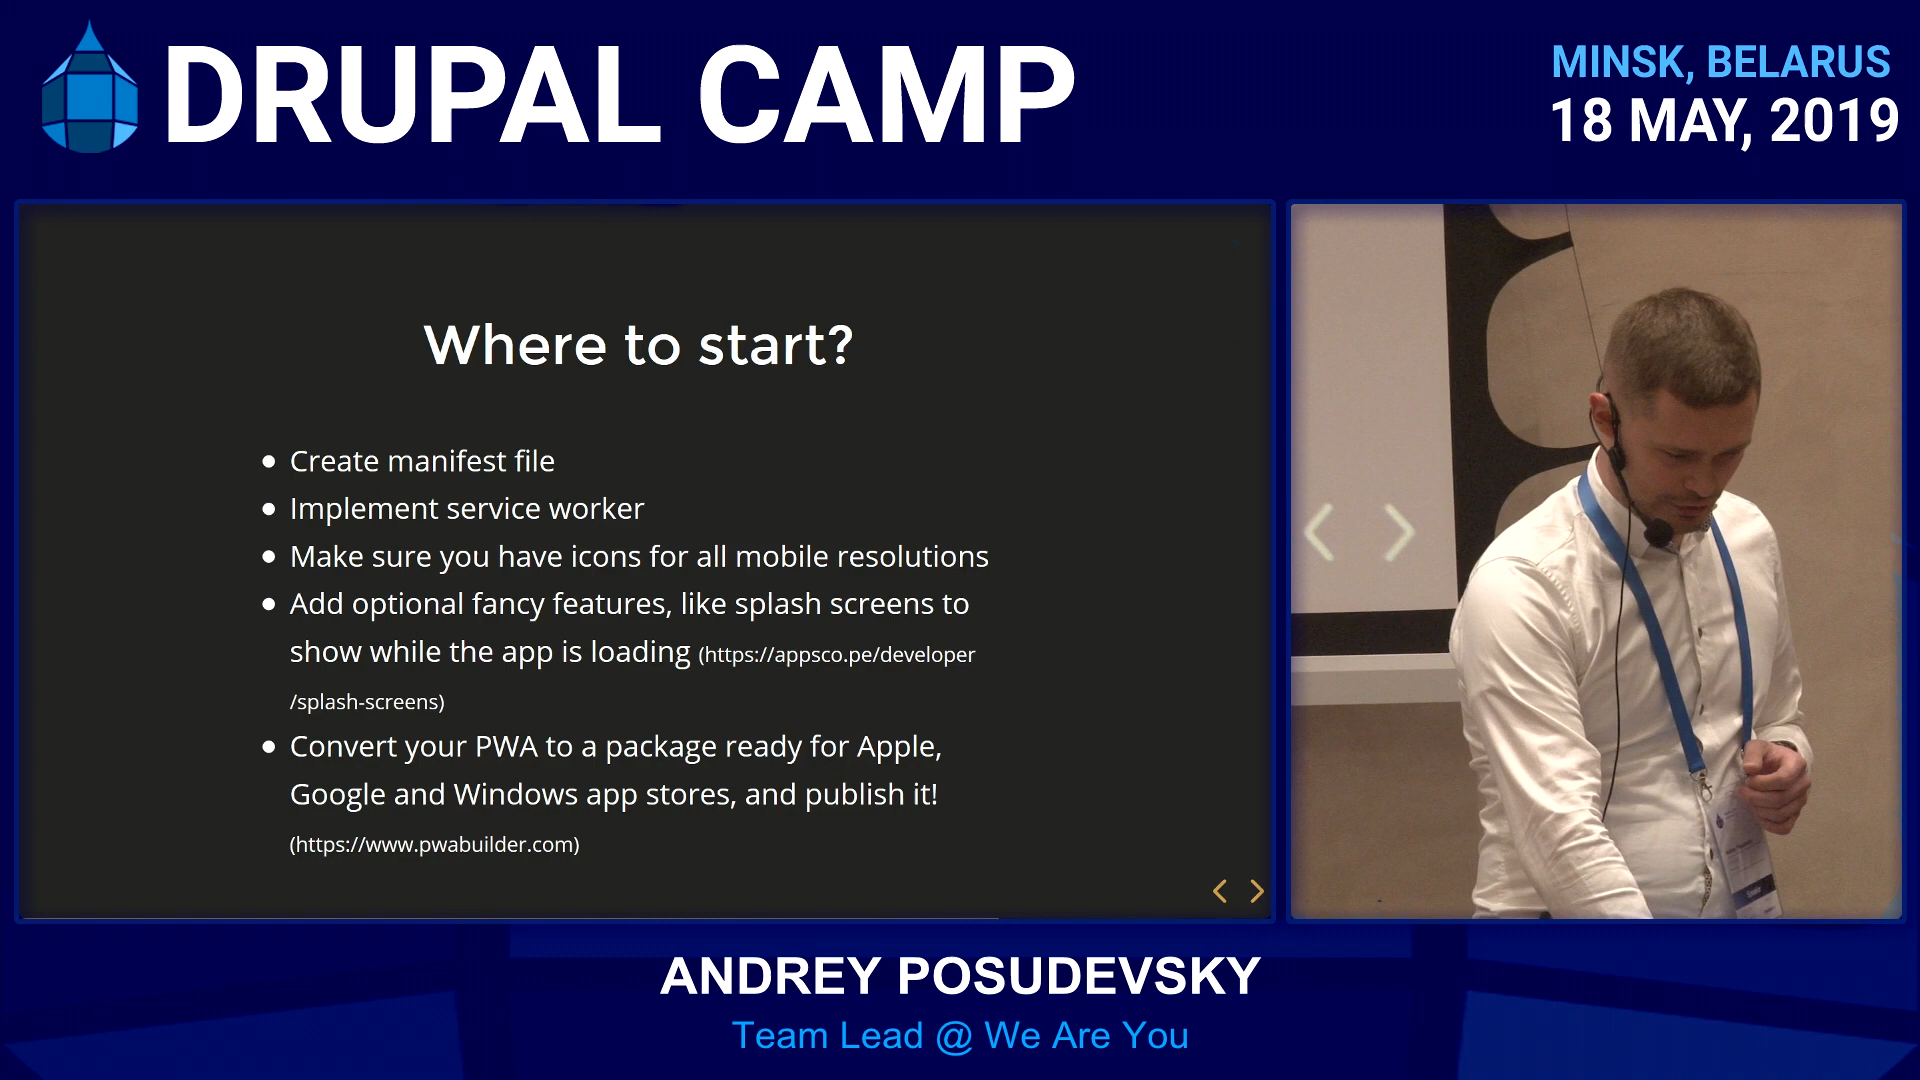 DRUPAL CAMP
MINSK, BELARUS
18 MAY, 2019
Where to start?
Create manifest file
Implement service worker
Make sure you have icons for all mobile resolutions
Add optional fancy features, like splash screens to
show while the app is loading (https://appsco.pe/developer
/splash-screens)
Convert your PWA to a package ready for Apple,
Google and Windows app stores, and publish it!
(https://www.pwabuilder.com)
ANDREY POSUDEVSKY
Team Lead @ We Are You